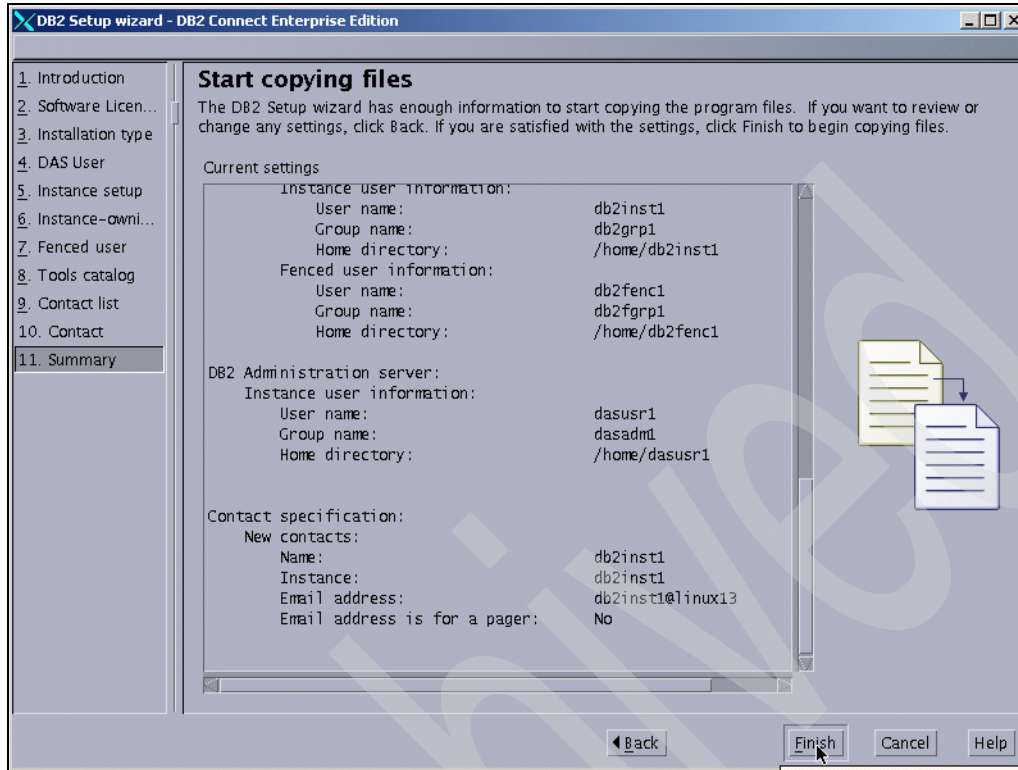 DB2 Setup wizard - DB2 Connect Enterprise Edition
1. Introduction
2. Software Licen...
3. Installation type
4. DAS User
5. Instance setup
6. Instance-owni...
7. Fenced user
8. Tools catalog
9. Contact list
10. Contact
11. Summary
Start copying files
The DB2 Setup wizard has enough information to start copying the program files. If you want to review or
change any settings, click Back. If you are satisfied with the settings, click Finish to begin copying files.
Current settings
Instance user information:
User name: db2inst1
Group name: db2grp1
Home directory: /home/db2inst1
Fenced user information:
User name: db2fenc1
Group name: db2fgrp1
Home directory: /home/db2fenc1
DB2 Administration server:
Instance user information:
User name: dasusr1
Group name: dasadm1
Home directory: /home/dasusr1
Contact specification:
New contacts:
Name: db2inst1
Instance: db2inst1
Email address: db2inst1@linux13
Email address is for a pager: No
Back Finish Cancel Help
hived